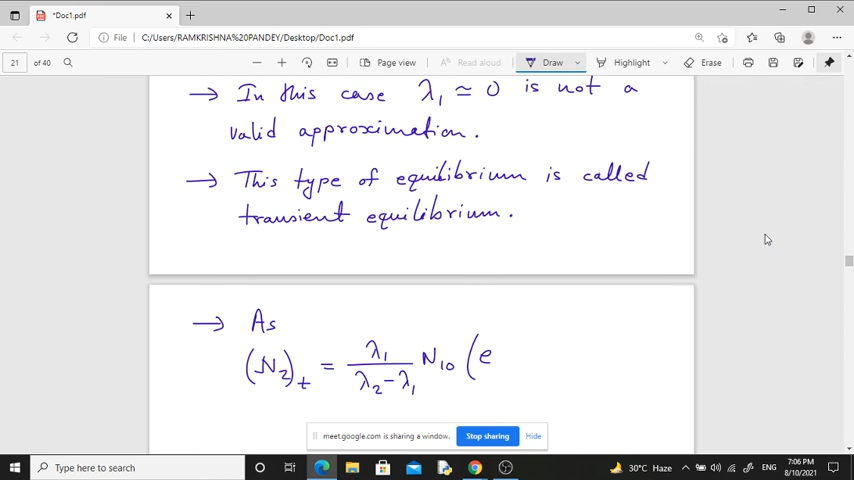 *Doc1.pdf
File C:/Users/RAMKRISHNA%20PANDEY/Desktop/Doc1.pdf
21 of 40 Page view Read aloud Draw Highlight Erase
→ In this case λ₁ ≃ 0 is not a
valid approximation.
→ This type of equilibrium is called
transient equilibrium.
→ As
(N₂)ₜ = λ₁/(λ₂-λ₁) N₁₀ (e
meet.google.com is sharing a window. Stop sharing Hide
Type here to search 30°C Haze ENG 7:06 PM 8/10/2021